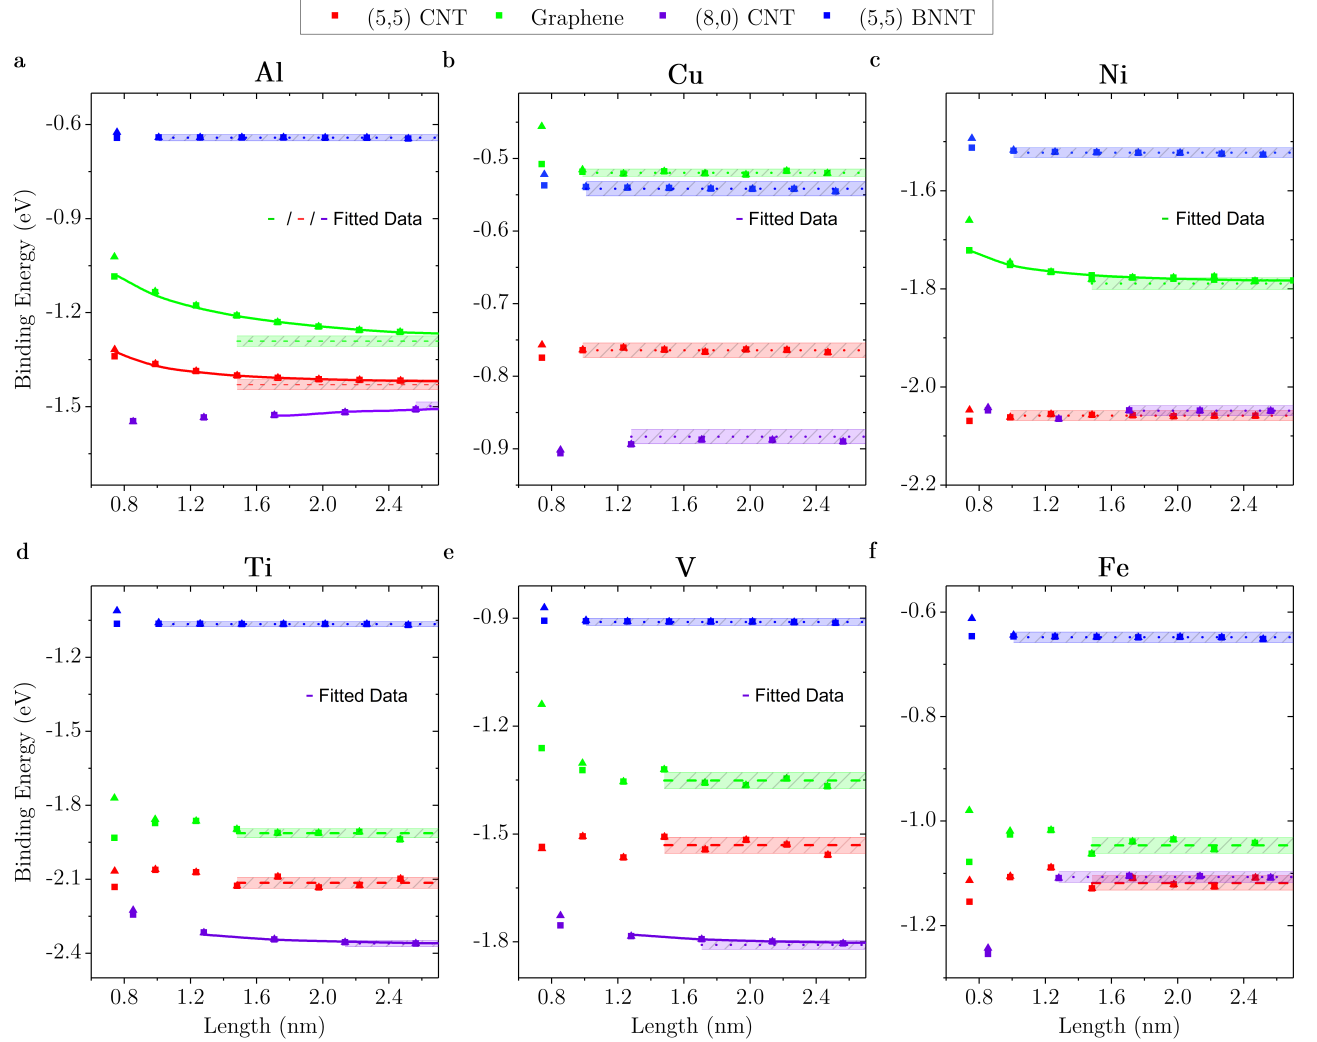 (5,5) CNT Graphene (8,0) CNT (5,5) BNNT
a b c
Al Cu Ni
-0.6
-0.9
-1.2
-1.5
Binding Energy (eV)
/ / Fitted Data
0.8 1.2 1.6 2.0 2.4
-0.5
-0.6
-0.7
-0.8
-0.9
Fitted Data
0.8 1.2 1.6 2.0 2.4
-1.6
-1.8
-2.0
-2.2
Fitted Data
0.8 1.2 1.6 2.0 2.4
d e f
Ti V Fe
-1.2
-1.5
-1.8
-2.1
-2.4
Binding Energy (eV)
Fitted Data
0.8 1.2 1.6 2.0 2.4
Length (nm)
-0.9
-1.2
-1.5
-1.8
Fitted Data
0.8 1.2 1.6 2.0 2.4
Length (nm)
-0.6
-0.8
-1.0
-1.2
0.8 1.2 1.6 2.0 2.4
Length (nm)